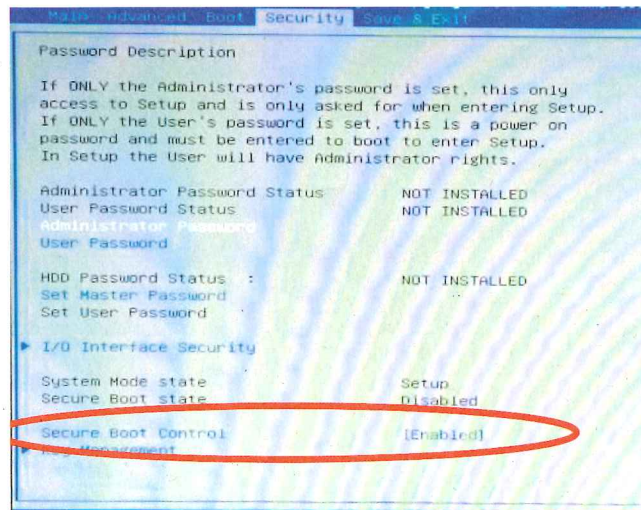 Main Advanced Boot Security Save & Exit
Password Description
If ONLY the Administrator's password is set, this only
access to Setup and is only asked for when entering Setup.
If ONLY the User's password is set, this is a power on
password and must be entered to boot to enter Setup.
In Setup the User will have Administrator rights.
Administrator Password Status NOT INSTALLED
User Password Status NOT INSTALLED
Administrator Password
User Password
HDD Password Status : NOT INSTALLED
Set Master Password
Set User Password
I/O Interface Security
System Mode state Setup
Secure Boot state Disabled
Secure Boot Control [Enabled]
Key Management